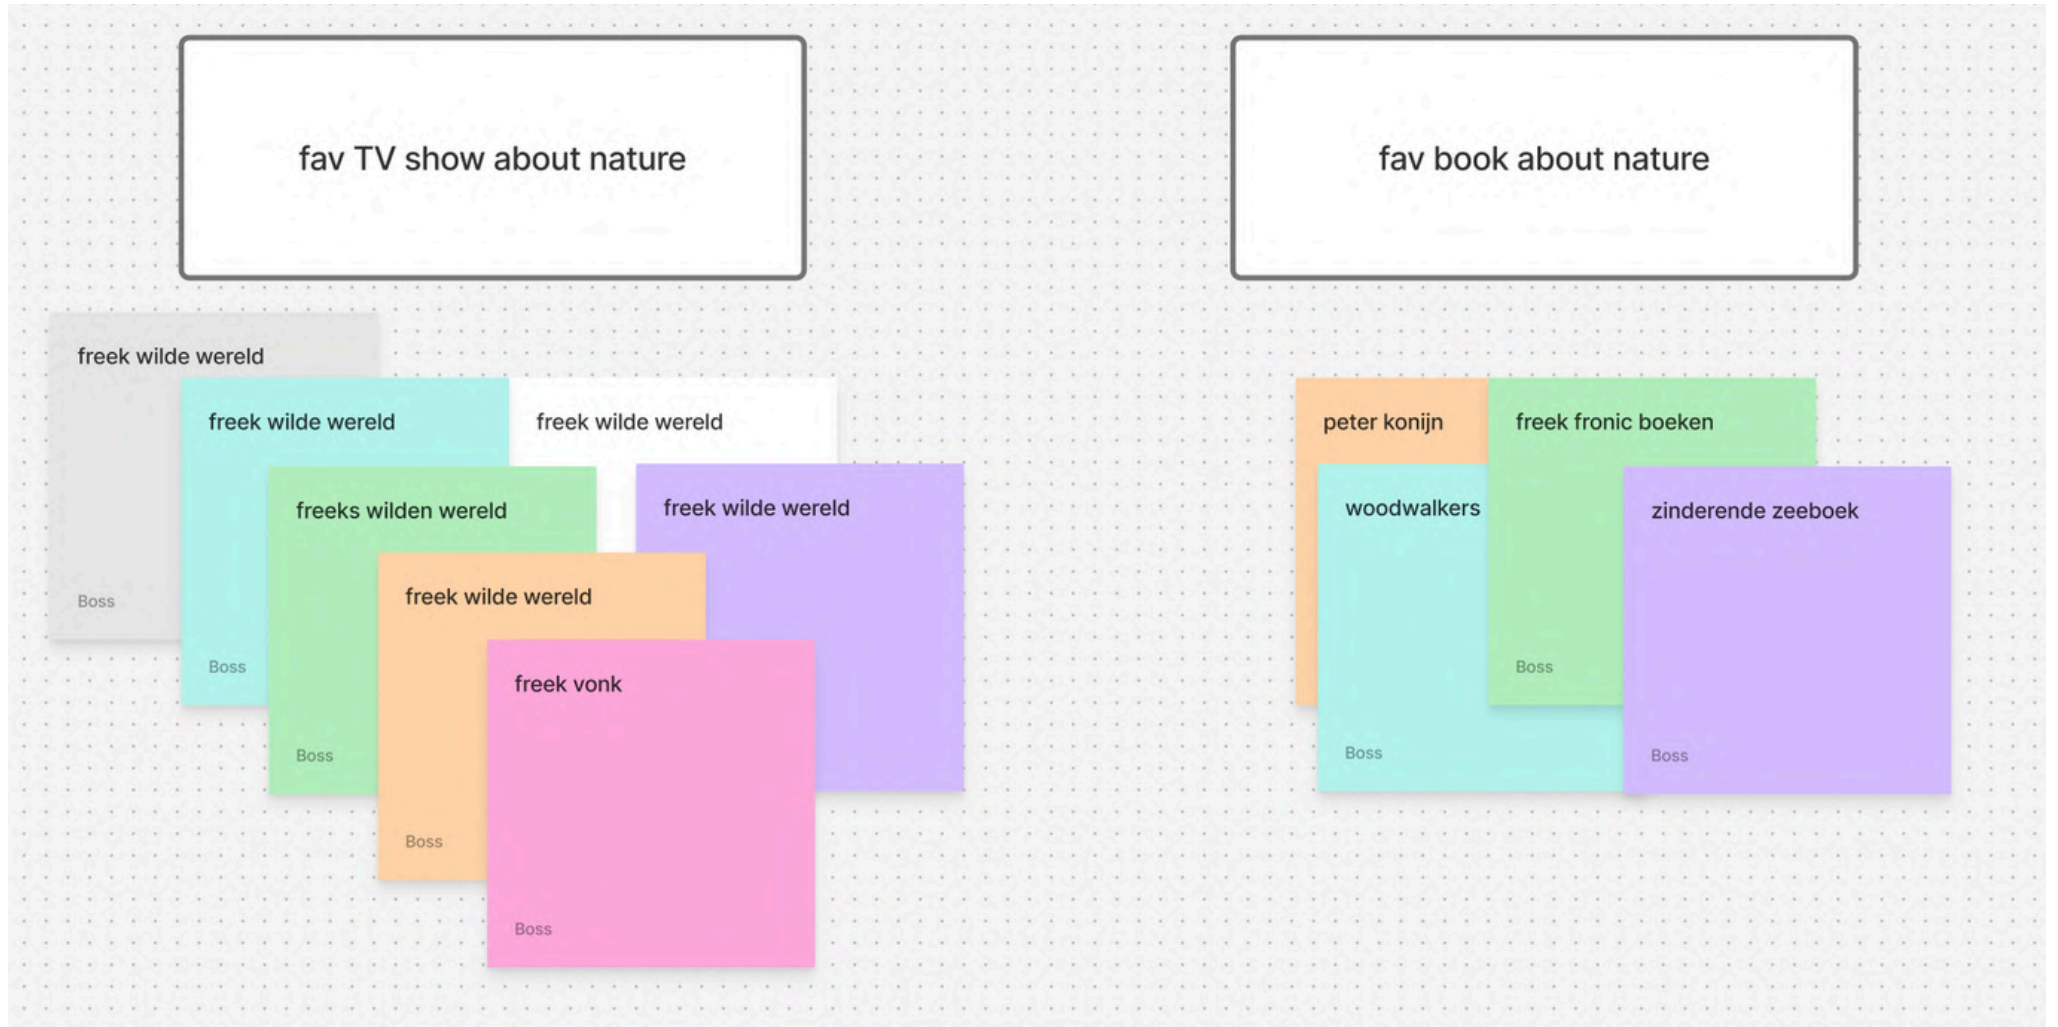 fav TV show about nature
fav book about nature
freek wilde wereld
Boss
freek wilde wereld
Boss
freek wilde wereld
freeks wilden wereld
Boss
freek wilde wereld
freek wilde wereld
Boss
freek vonk
Boss
peter konijn
freek fronic boeken
Boss
woodwalkers
Boss
zinderende zeeboek
Boss